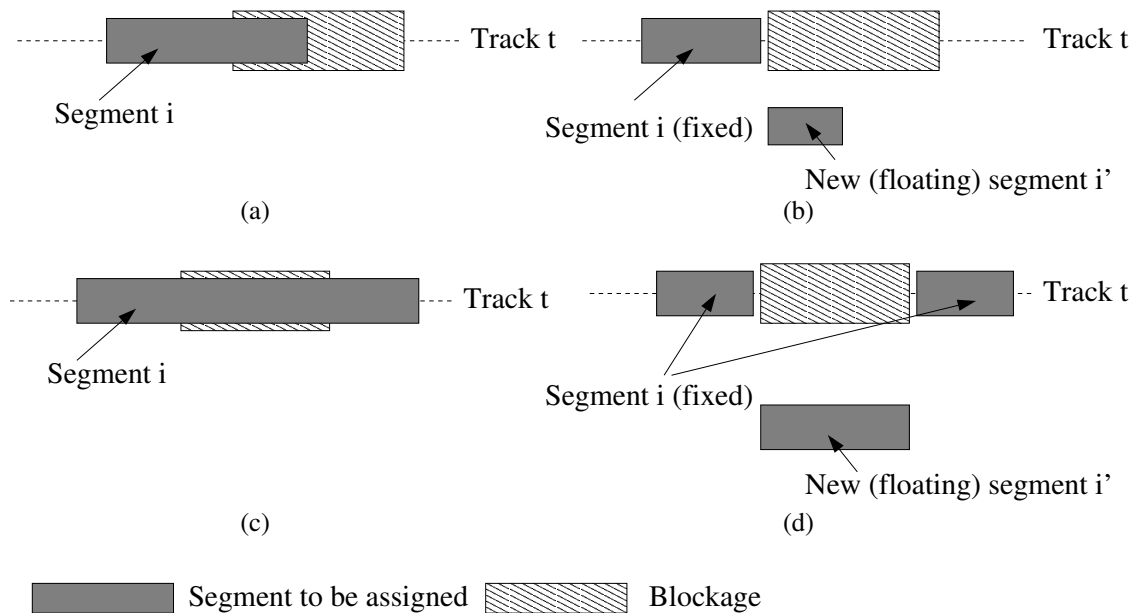 Track t
Segment i
(a)
Track t
Segment i (fixed)
New (floating) segment i’
(b)
Track t
Segment i
(c)
Track t
Segment i (fixed)
New (floating) segment i’
(d)
Segment to be assigned
Blockage